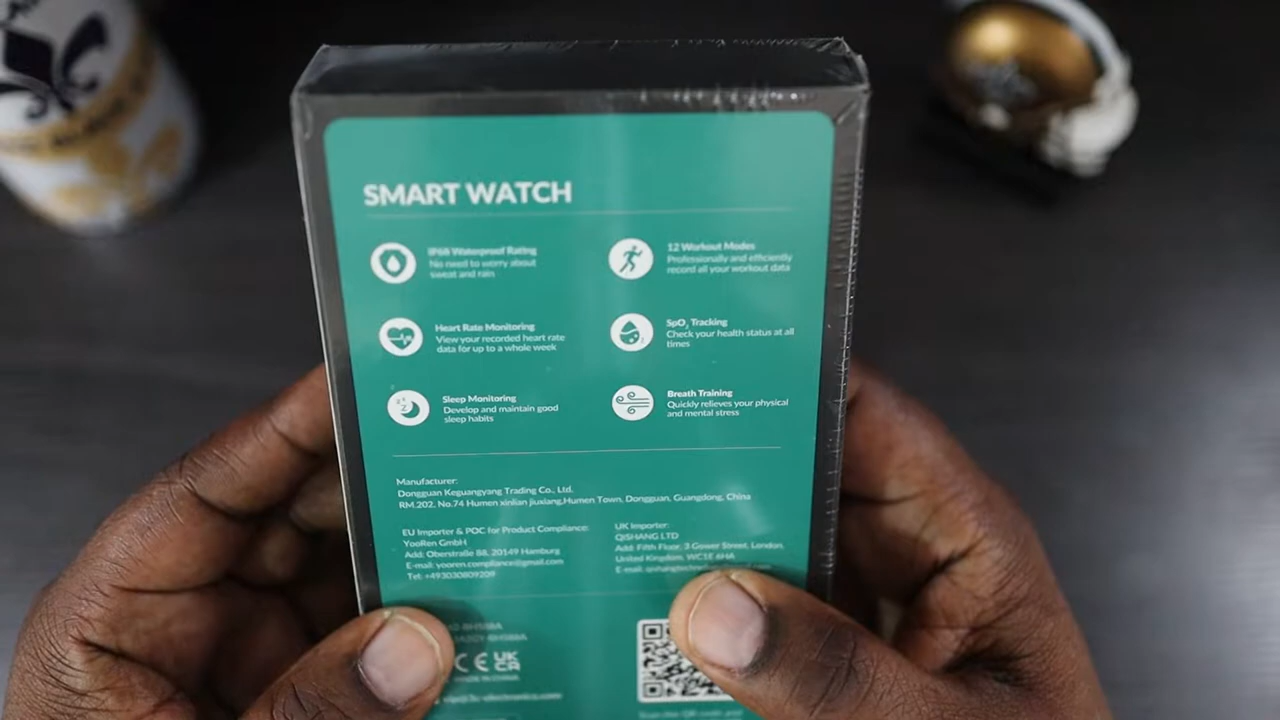 SMART WATCH
IP68 Waterproof Rating
No need to worry about
sweat and rain
12 Workout Modes
Professionally and efficiently
record all your workout data
Heart Rate Monitoring
View your recorded heart rate
data for up to a whole week
SpO₂ Tracking
Check your health status at all
times
Sleep Monitoring
Develop and maintain good
sleep habits
Breath Training
Quickly relieves your physical
and mental stress
Manufacturer:
Dongguan Keguangyang Trading Co., Ltd.
RM.202. No.74 Humen xinlian jiuxiang,Humen Town, Dongguan, Guangdong, China
EU Importer & POC for Product Compliance:
YooRen GmbH
Add: Oberstraße 88, 20149 Hamburg
E-mail: yooren.compliance@gmail.com
Tel: +493030809209
UK Importer:
QISHANG LTD
Add: Fifth Floor, 3 Gower Street, London,
United Kingdom, WC1E 6HA
E-mail:
CE UK
CA
MADE IN CHINA